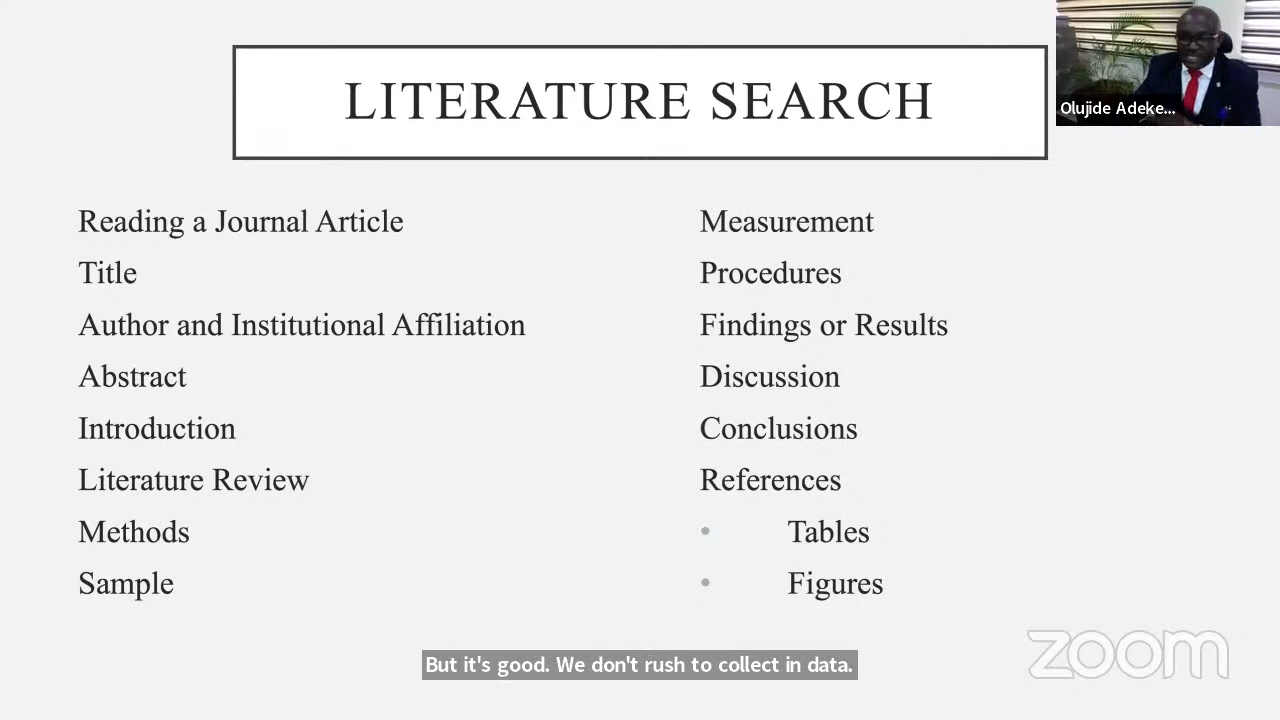 LITERATURE SEARCH
Olujide Adeke...
Reading a Journal Article
Title
Author and Institutional Affiliation
Abstract
Introduction
Literature Review
Methods
Sample
Measurement
Procedures
Findings or Results
Discussion
Conclusions
References
• Tables
• Figures
But it's good. We don't rush to collect in data.
zoom